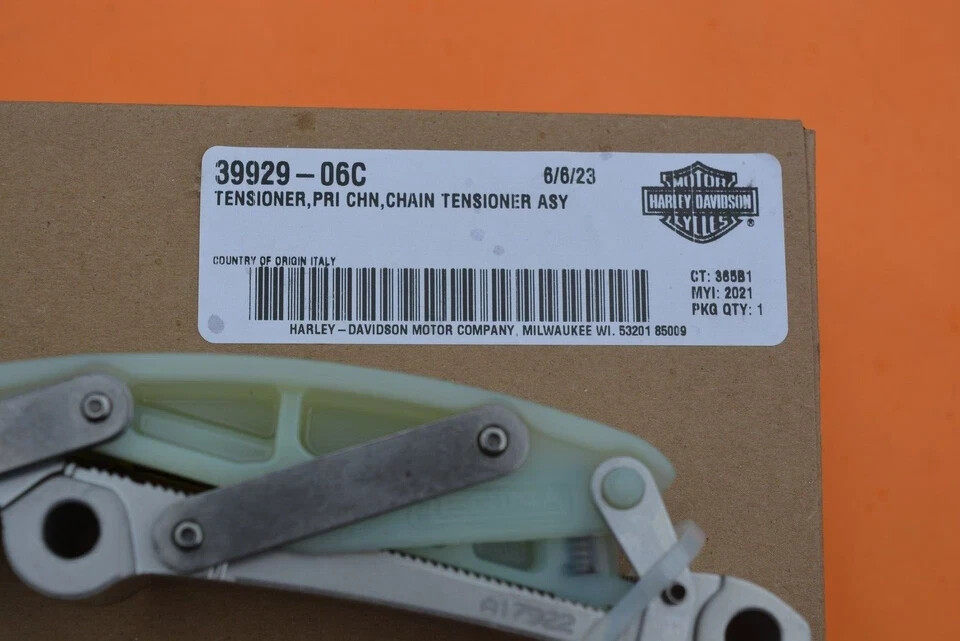 39929-06C 6/6/23
TENSIONER,PRI CHN,CHAIN TENSIONER ASY
MOTOR
HARLEY-DAVIDSON
CYCLES
®
COUNTRY OF ORIGIN ITALY
CT: 365B1
MYI: 2021
PKG QTY: 1
HARLEY-DAVIDSON MOTOR COMPANY. MILWAUKEE WI. 53201 85009
A17922